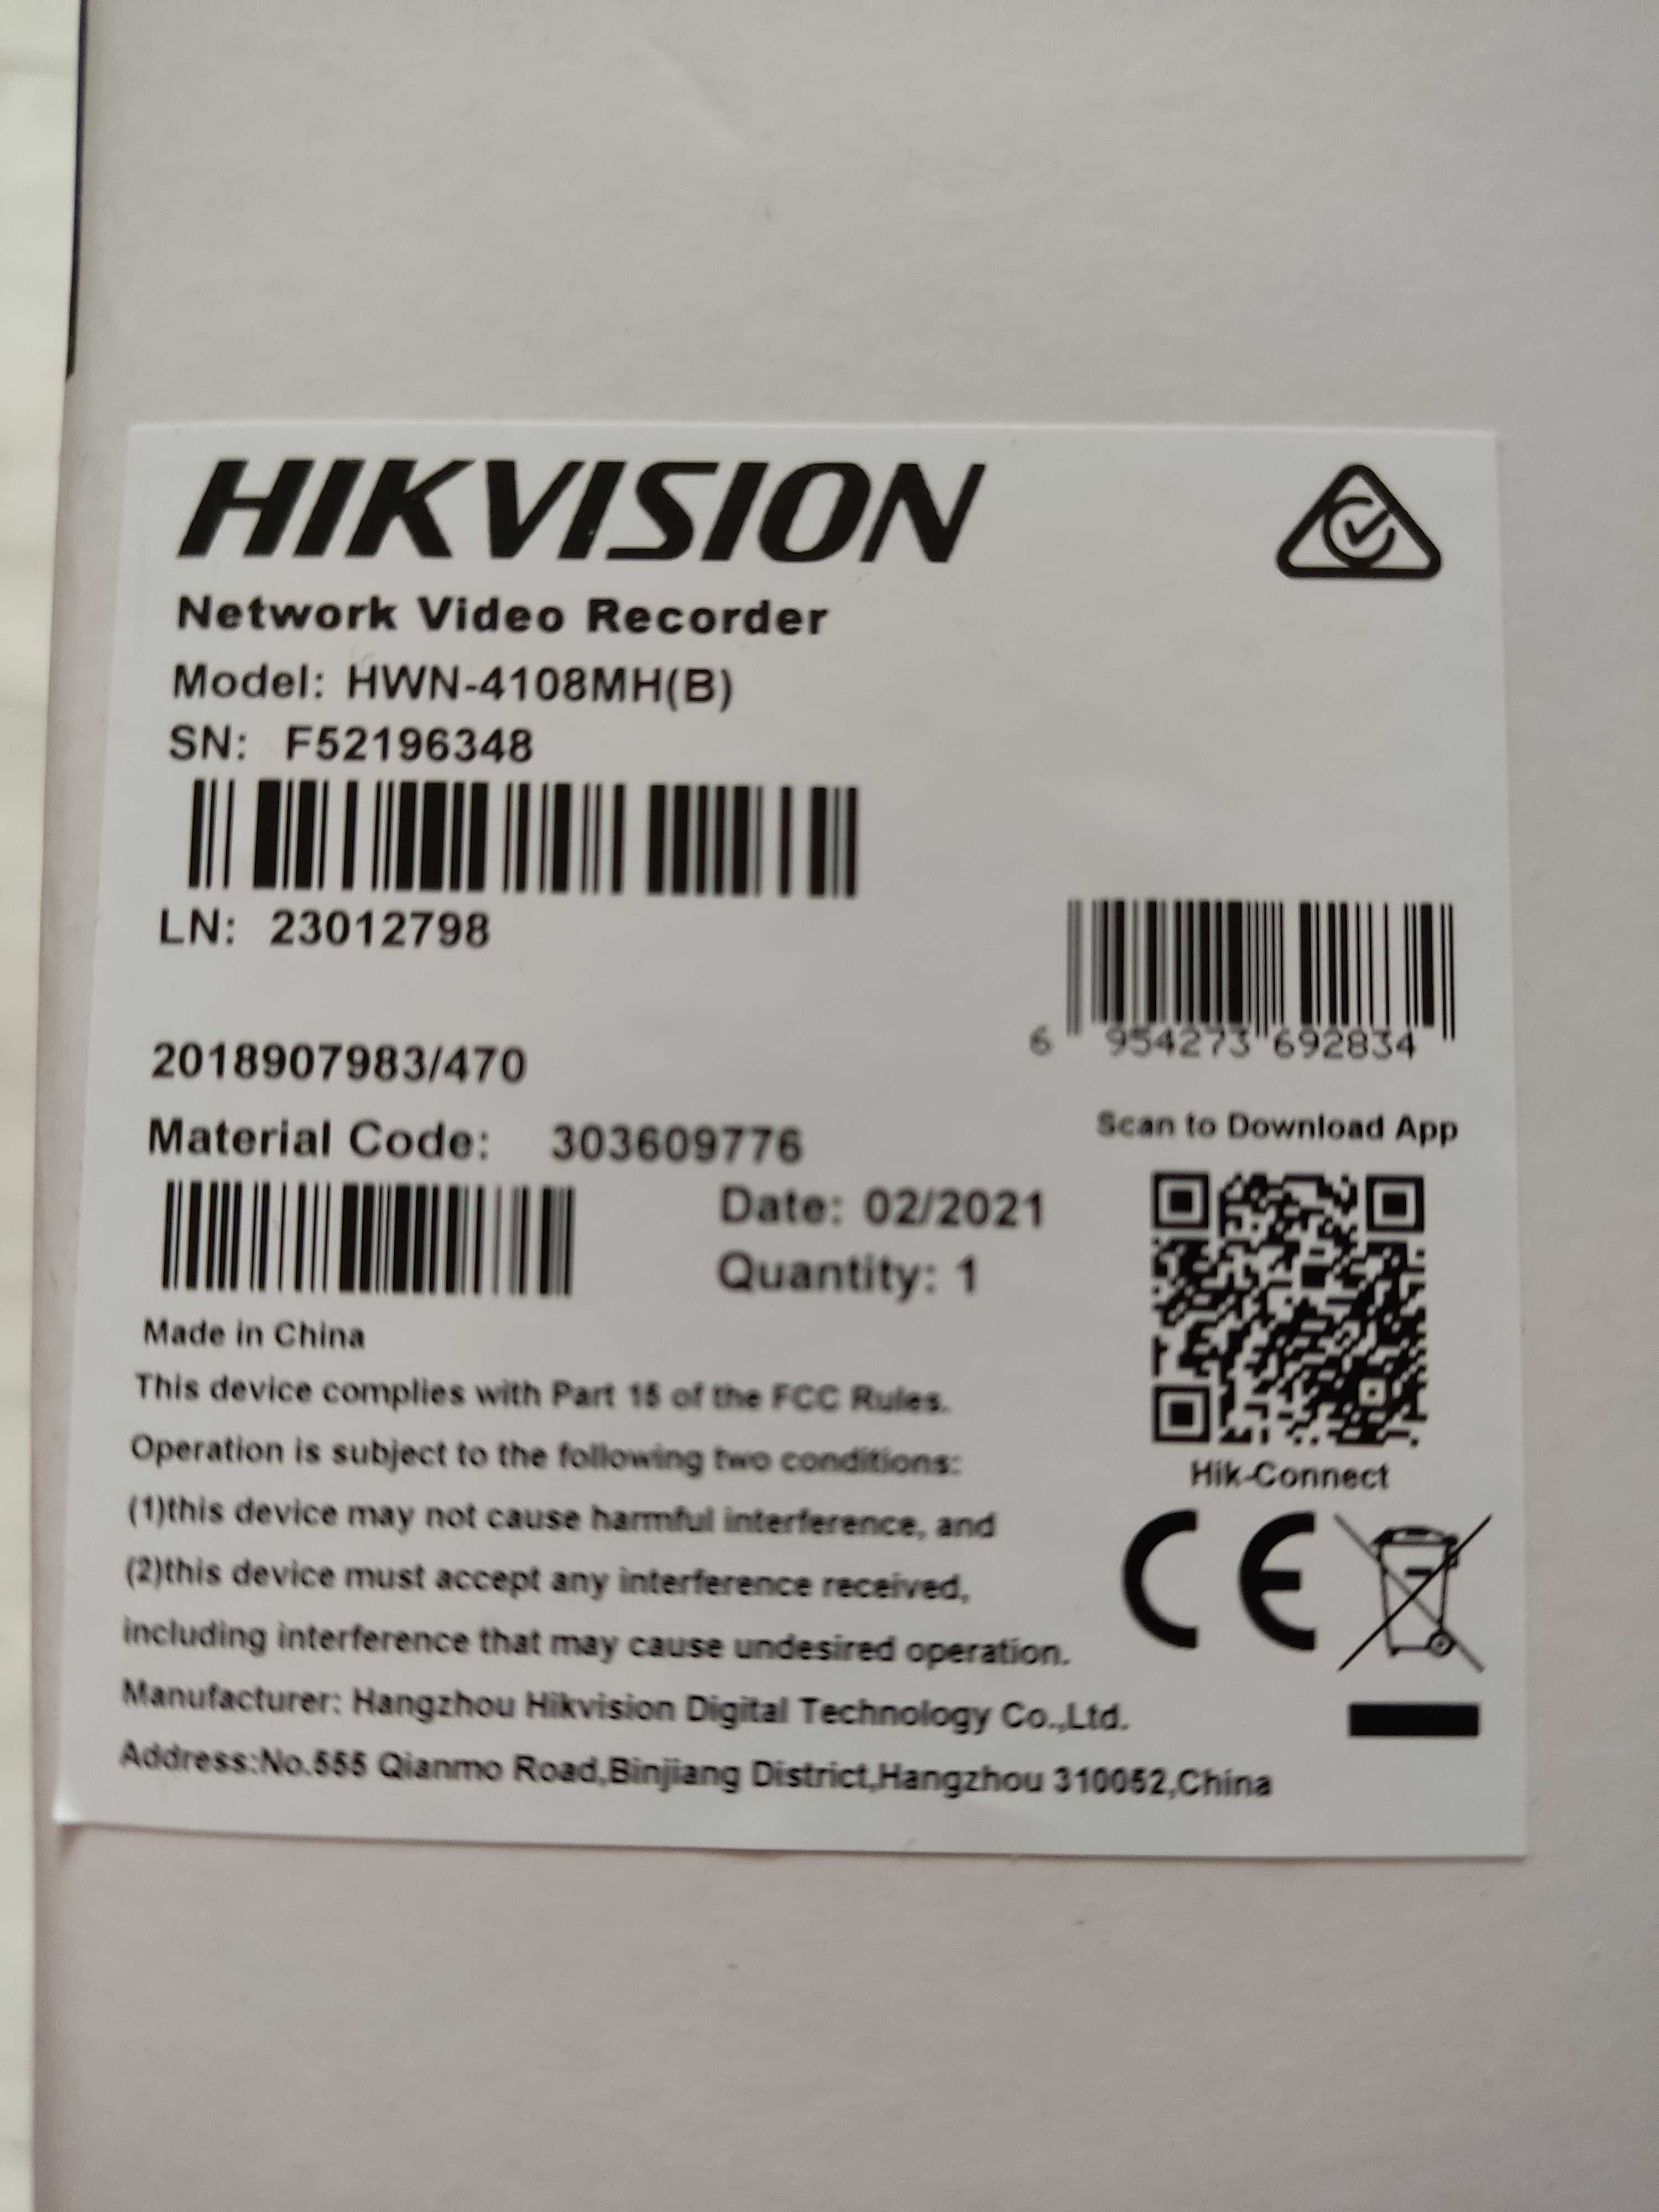 HIKVISION
Network Video Recorder
Model: HWN-4108MH(B)
SN: F52196348
LN: 23012798
6 954273 692834
2018907983/470
Material Code: 303609776
Scan to Download App
Date: 02/2021
Quantity: 1
Made in China
This device complies with Part 15 of the FCC Rules.
Operation is subject to the following two conditions:
Hik-Connect
(1)this device may not cause harmful interference, and
(2)this device must accept any interference received,
including interference that may cause undesired operation.
CE
Manufacturer: Hangzhou Hikvision Digital Technology Co.,Ltd.
Address:No.555 Qianmo Road,Binjiang District,Hangzhou 310052,China